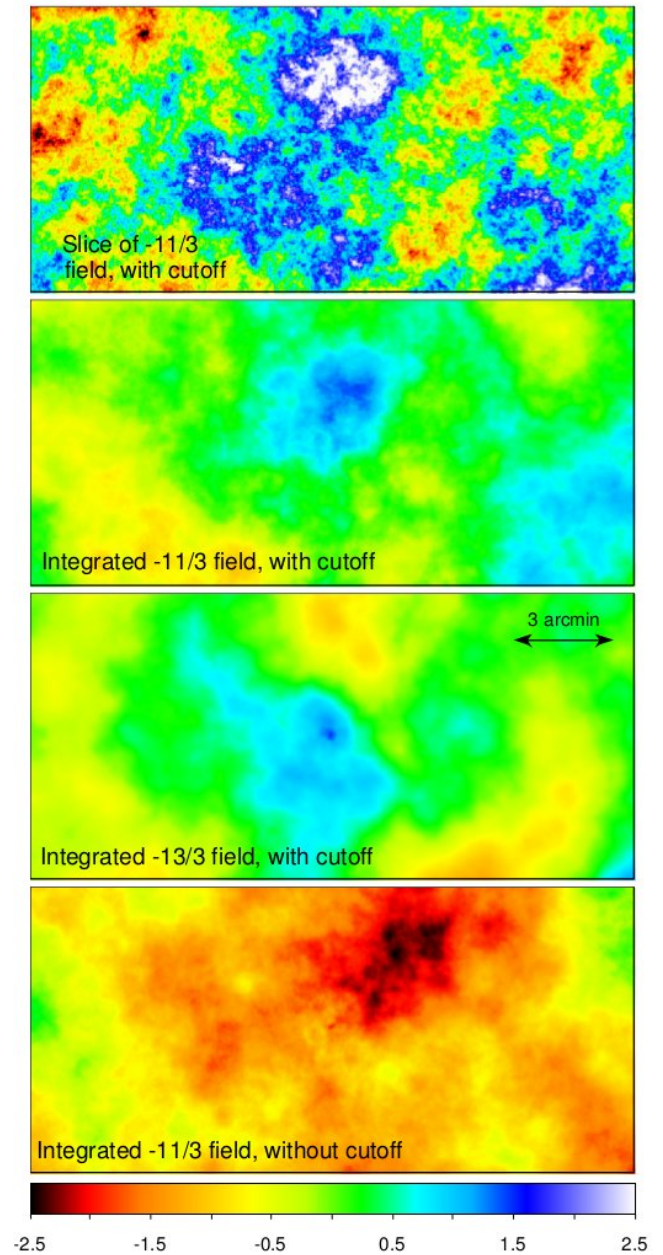 Slice of -11/3
field, with cutoff
Integrated -11/3 field, with cutoff
3 arcmin
Integrated -13/3 field, with cutoff
Integrated -11/3 field, without cutoff
-2.5 -1.5 -0.5 0.5 1.5 2.5